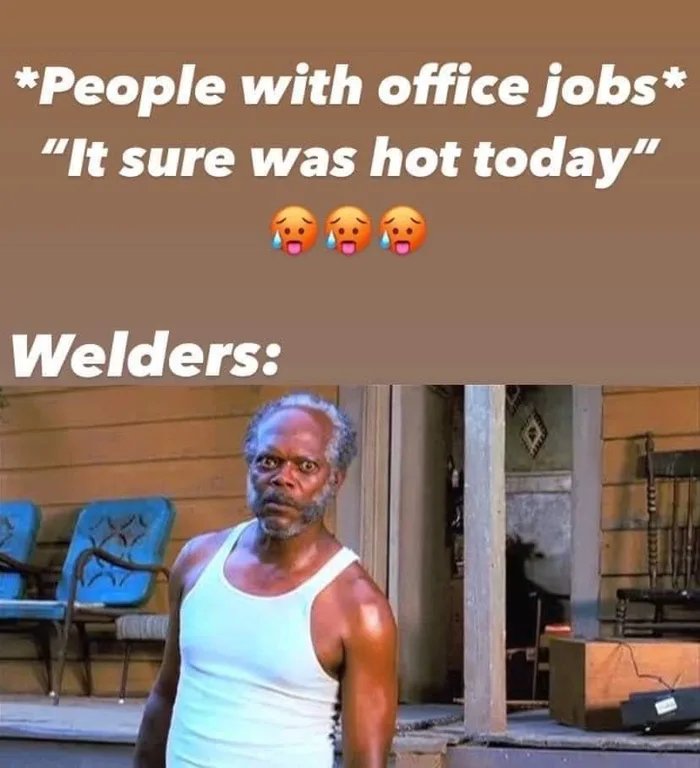 *People with office jobs*
"It sure was hot today"
🥵🥵🥵
Welders: